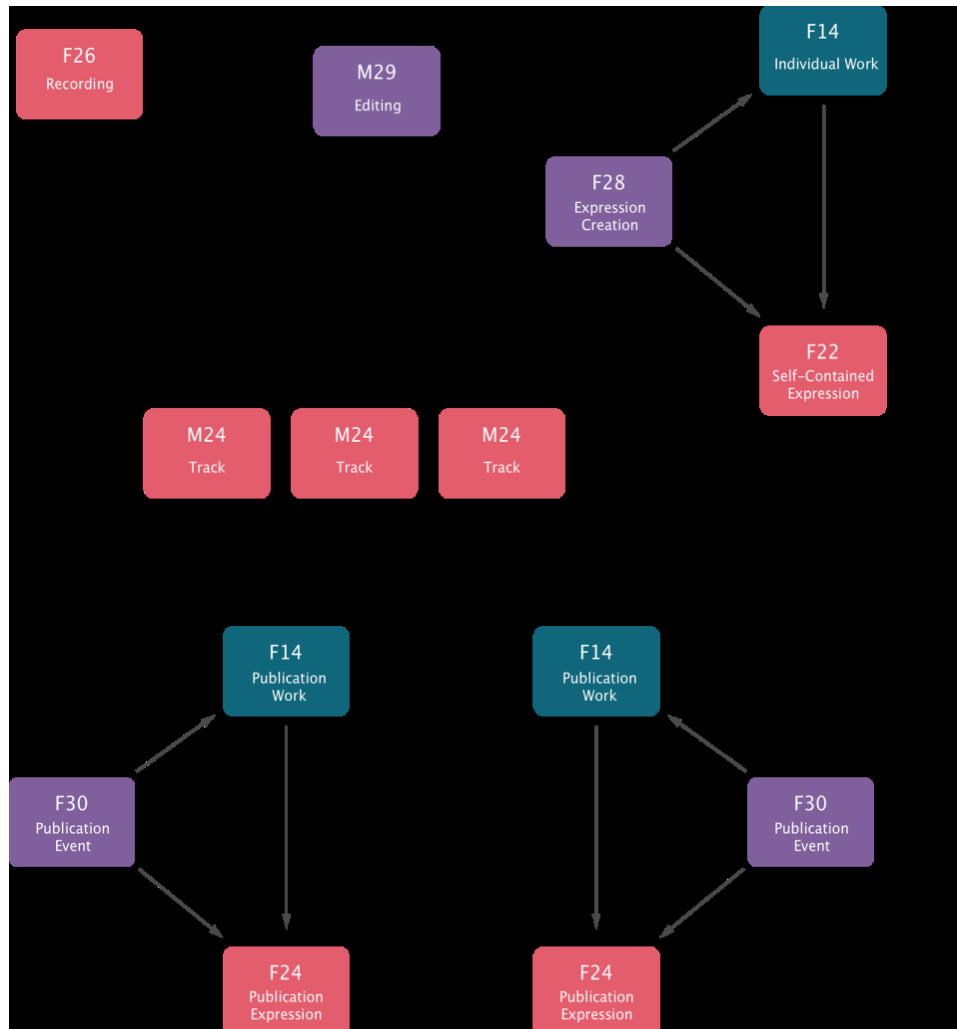 F14
Individual Work
F26
Recording
M29
Editing
F28
Expression
Creation
F22
Self-Contained
Expression
M24
Track
M24
Track
M24
Track
F14
Publication
Work
F14
Publication
Work
F30
Publication
Event
F30
Publication
Event
F24
Publication
Expression
F24
Publication
Expression